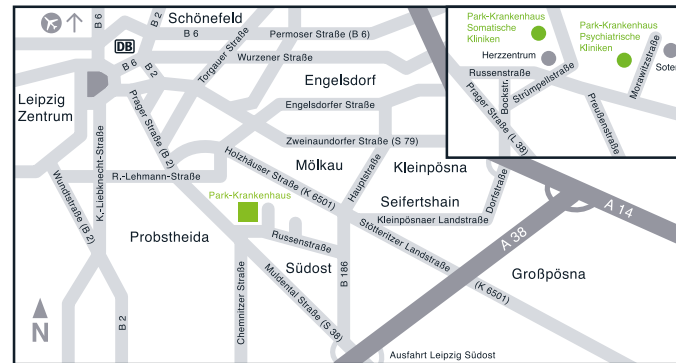 B 6
Schönefeld
B 2
B 6
Permoser Straße (B 6)
DB
B 6
B 2
Torgauer Straße
Wurzener Straße
Engelsdorf
Leipzig
Zentrum
Prager Straße (B 2)
Engelsdorfer Straße
Zweinaundorfer Straße (S 79)
K.-Liebknecht-Straße
Holzhäuser Straße (K 6501)
Mölkau
Hauptstraße
Kleinpösna
R.-Lehmann-Straße
Wundtstraße (B 2)
Park-Krankenhaus
Seifertshain
Dorfstraße
Kleinpösnaer Landstraße
A 14
Probstheida
Russenstraße
Stötteritzer Landstraße
(K 6501)
A 38
Südost
B 186
Großpösna
Chemnitzer Straße
Muldental Straße (S 38)
B 2
N
Ausfahrt Leipzig Südost
Park-Krankenhaus
Somatische
Kliniken
Park-Krankenhaus
Psychiatrische
Kliniken
Herzzentrum
Soter
Russenstraße
Bockstr.
Strümpellstraße
Morawitzstraße
Prager Straße (L 38)
Preußenstraße